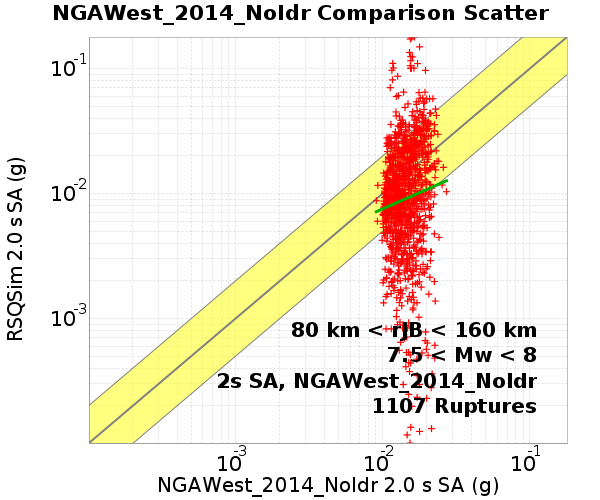 NGAWest_2014_NoIdr Comparison Scatter
10-1
10-2
10-3
RSQSim 2.0 s SA (g)
80 km < rJB < 160 km
7.5 < Mw < 8
2s SA, NGAWest_2014_NoIdr
1107 Ruptures
10-3 10-2 10-1
NGAWest_2014_NoIdr 2.0 s SA (g)